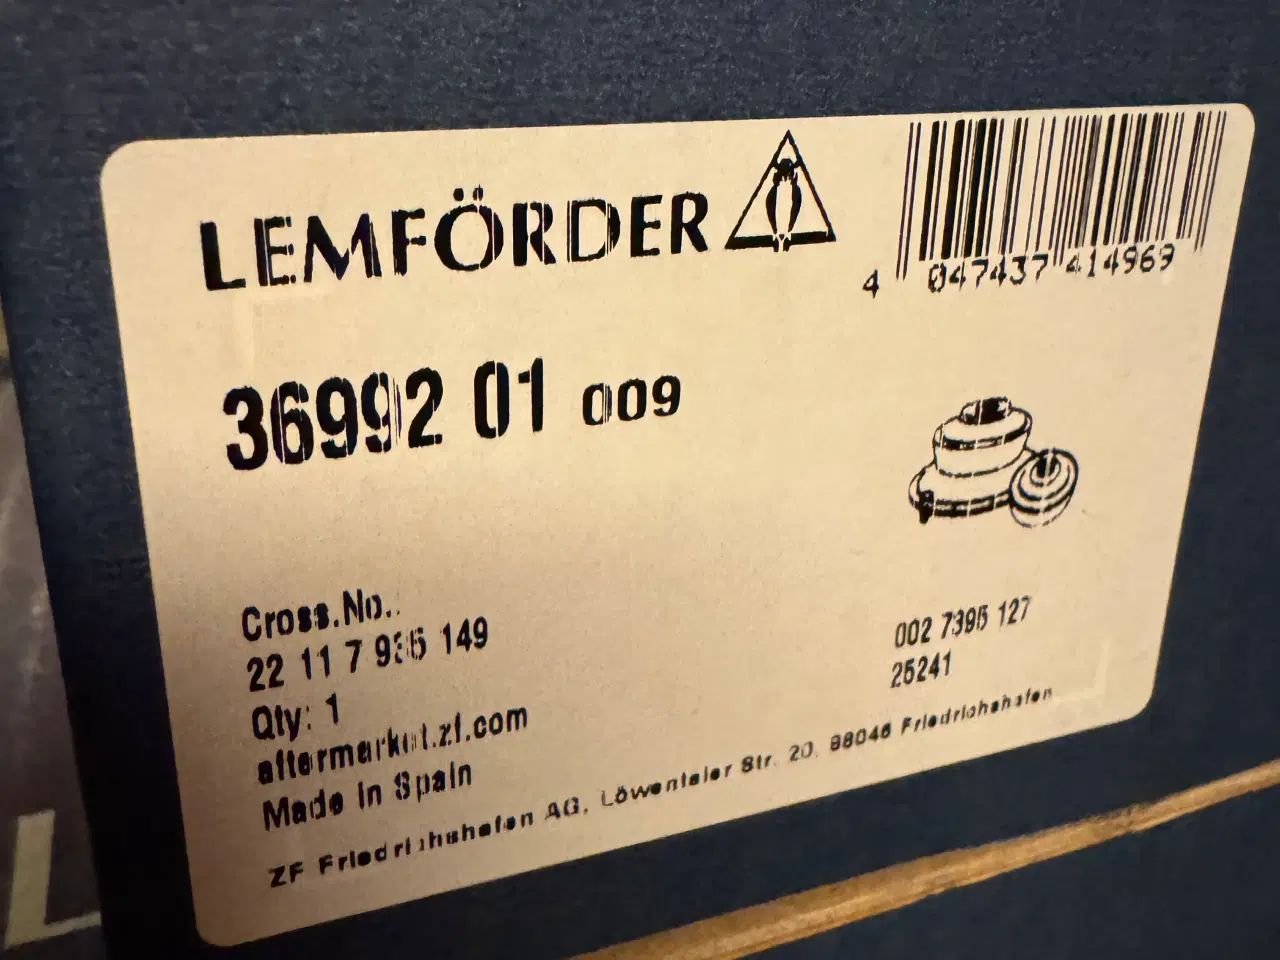 LEMFÖRDER
4 047437 414969
36992 01 009
Cross.No.:
22 11 7 935 149
Qty: 1
aftermarket.zf.com
Made in Spain
002 7395 127
25241
ZF Friedrichshafen AG, Löwentaler Str. 20, 88046 Friedrichshafen
L